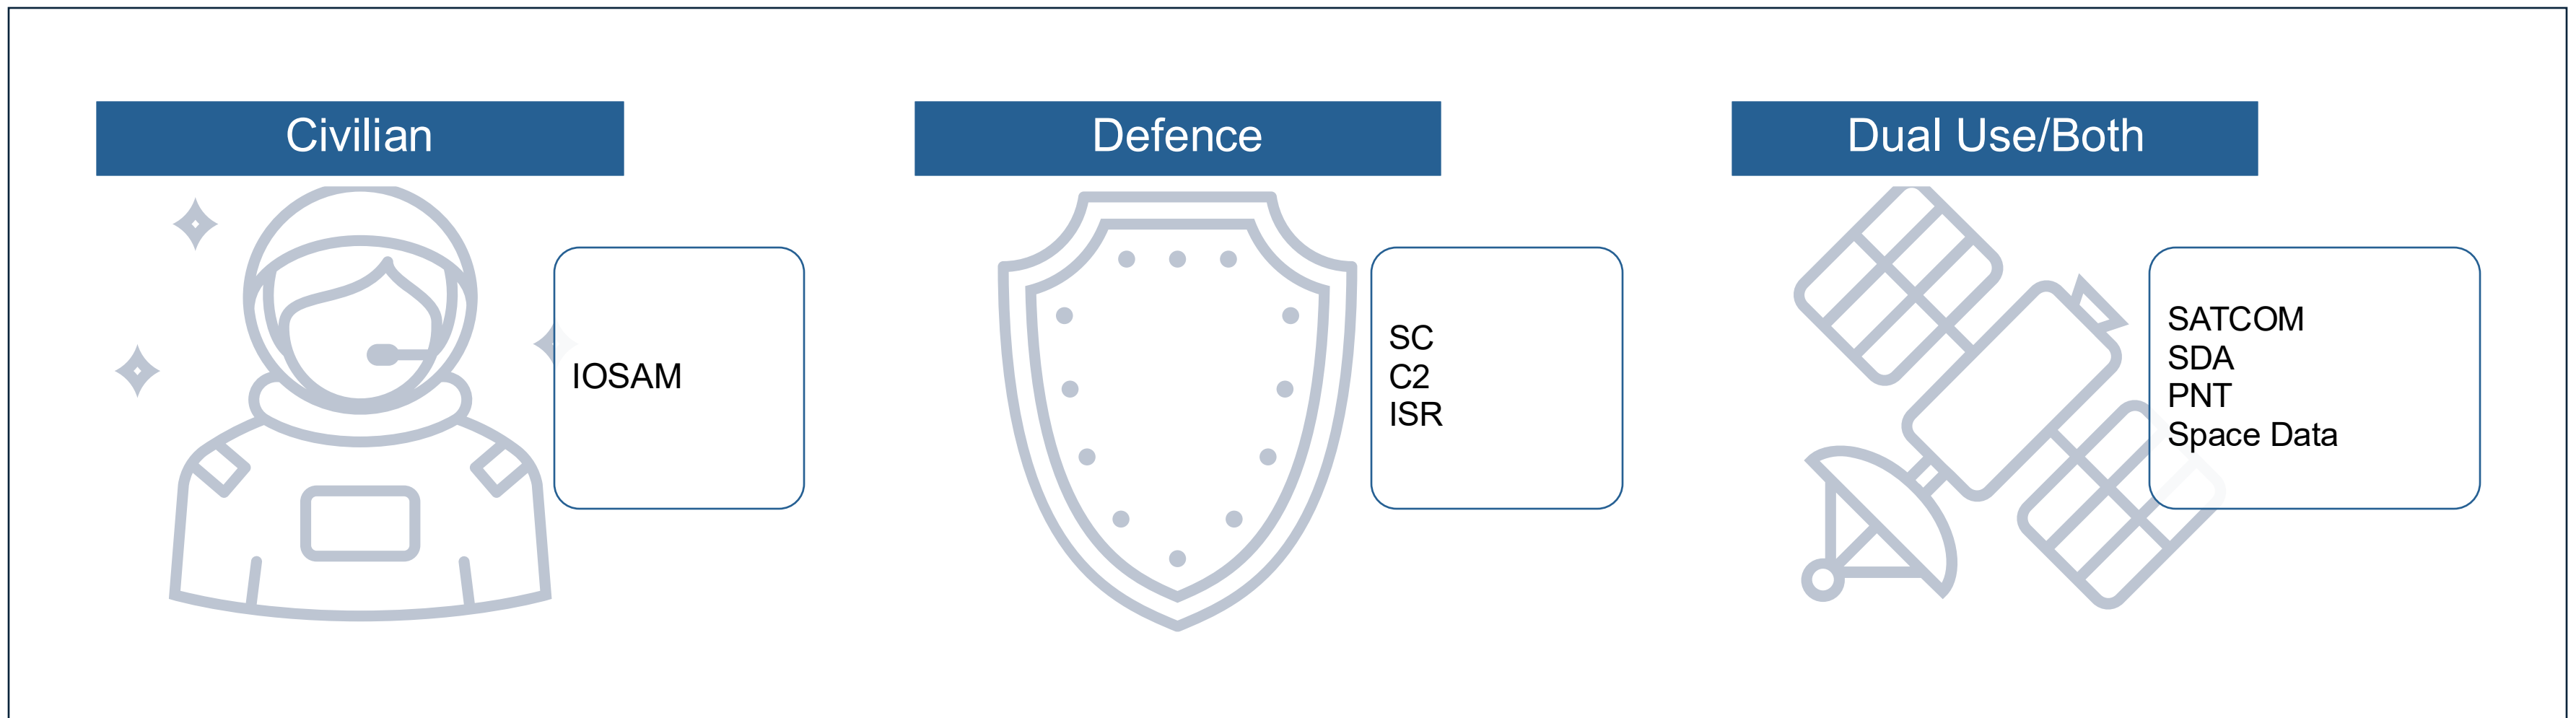 Civilian
IOSAM
Defence
SC
C2
ISR
Dual Use/Both
SATCOM
SDA
PNT
Space Data